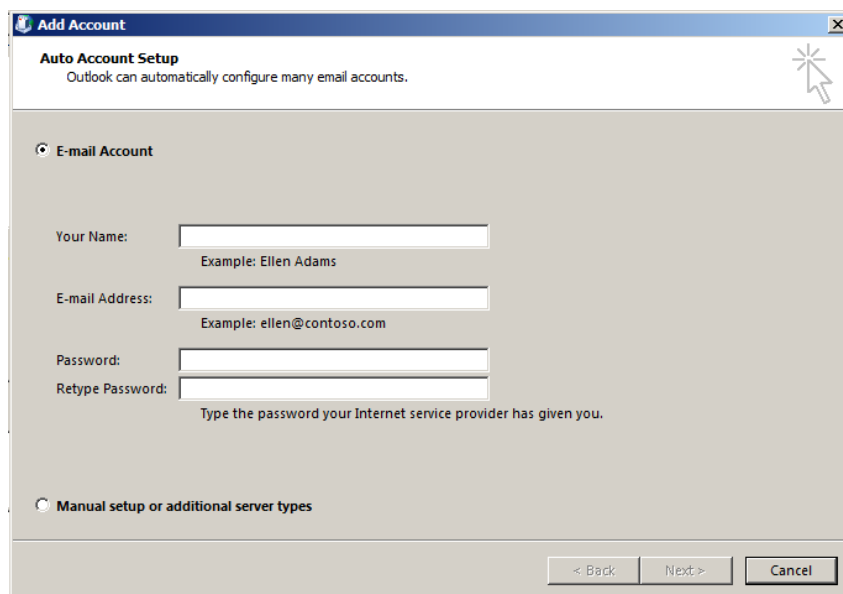 Add Account
Auto Account Setup
Outlook can automatically configure many email accounts.
E-mail Account
Your Name:
Example: Ellen Adams
E-mail Address:
Example: ellen@contoso.com
Password:
Retype Password:
Type the password your Internet service provider has given you.
Manual setup or additional server types
< Back Next > Cancel